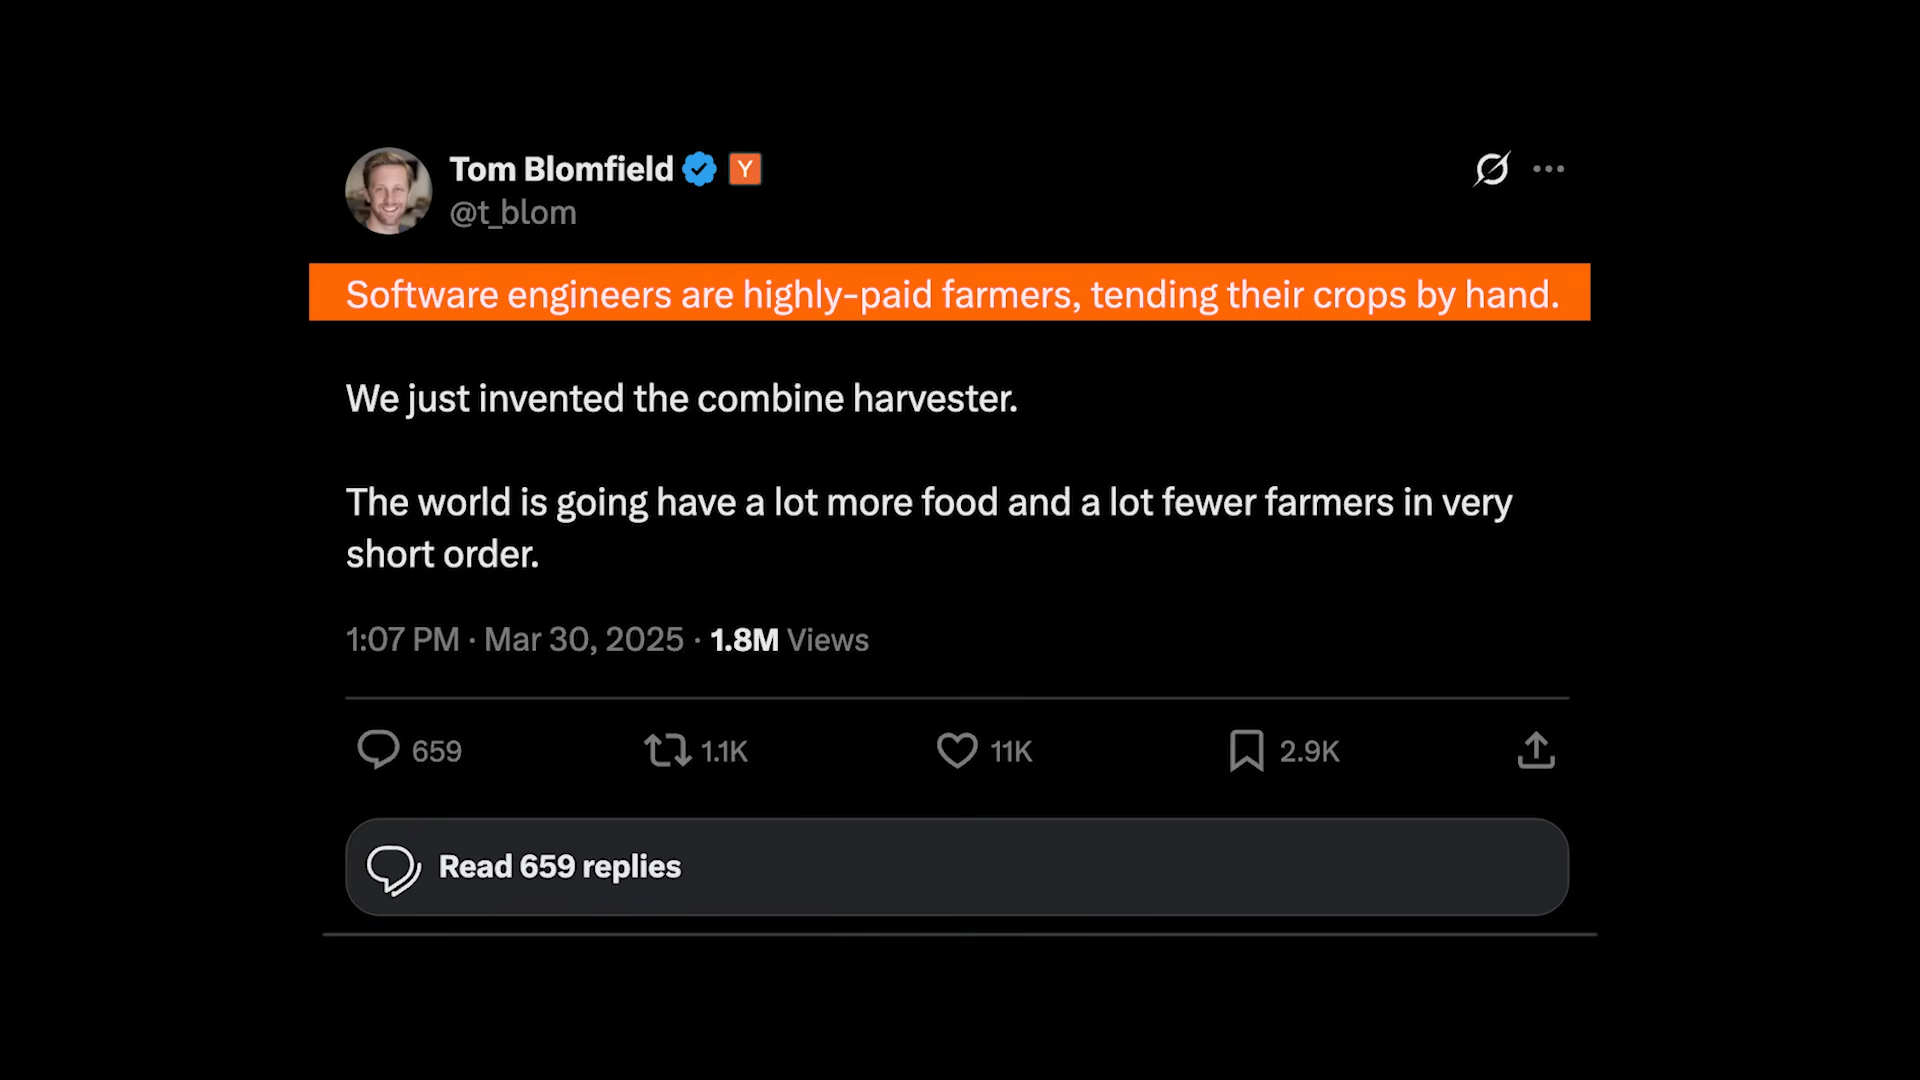 Tom Blomfield Y
@t_blom
Software engineers are highly-paid farmers, tending their crops by hand.
We just invented the combine harvester.
The world is going have a lot more food and a lot fewer farmers in very
short order.
1:07 PM · Mar 30, 2025 · 1.8M Views
659 1.1K 11K 2.9K
Read 659 replies